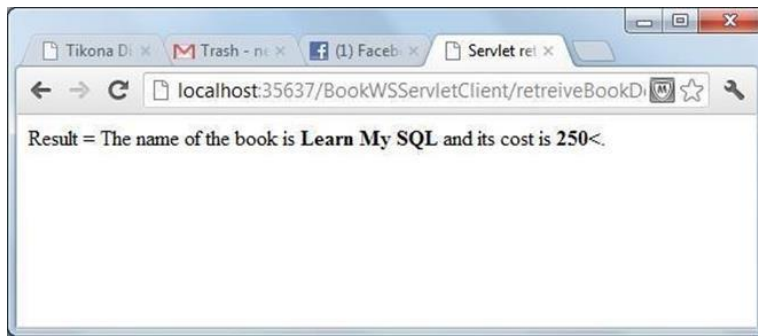 Tikona Di
Trash - ne
(1) Faceb
Servlet ret
localhost:35637/BookWSServletClient/retreiveBookD
Result = The name of the book is Learn My SQL and its cost is 250<.